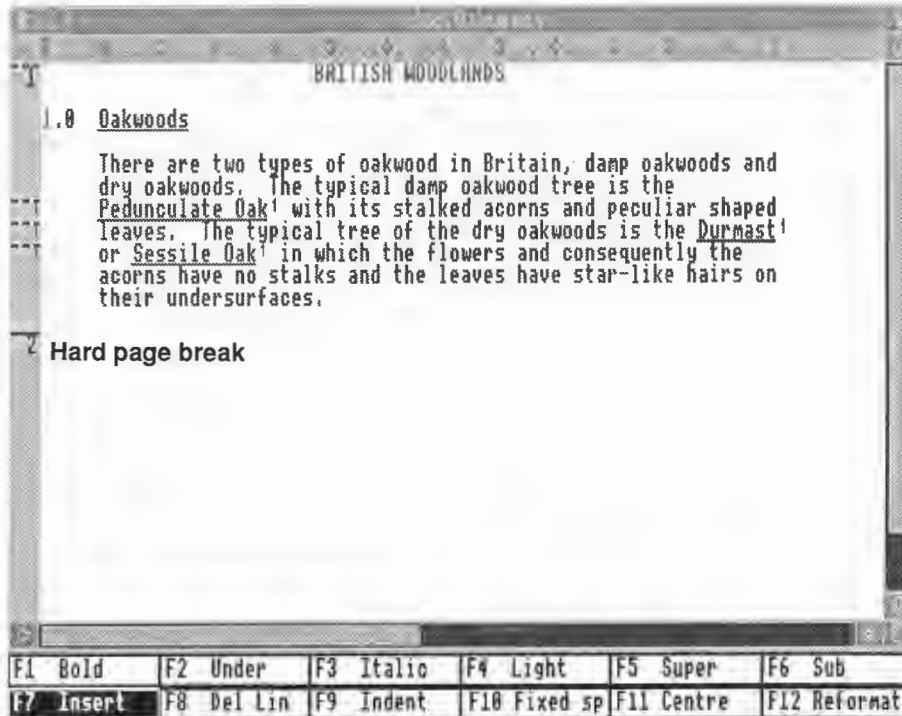 BRITISH WOODLANDS
1.0 Oakwoods
There are two types of oakwood in Britain, damp oakwoods and
dry oakwoods. The typical damp oakwood tree is the
Pedunculate Oak¹ with its stalked acorns and peculiar shaped
leaves. The typical tree of the dry oakwoods is the Durmast¹
or Sessile Oak¹ in which the flowers and consequently the
acorns have no stalks and the leaves have star-like hairs on
their undersurfaces.
2 Hard page break
F1 Bold F2 Under F3 Italic F4 Light F5 Super F6 Sub
F7 Insert F8 Del Lin F9 Indent F10 Fixed sp F11 Centre F12 Reformat